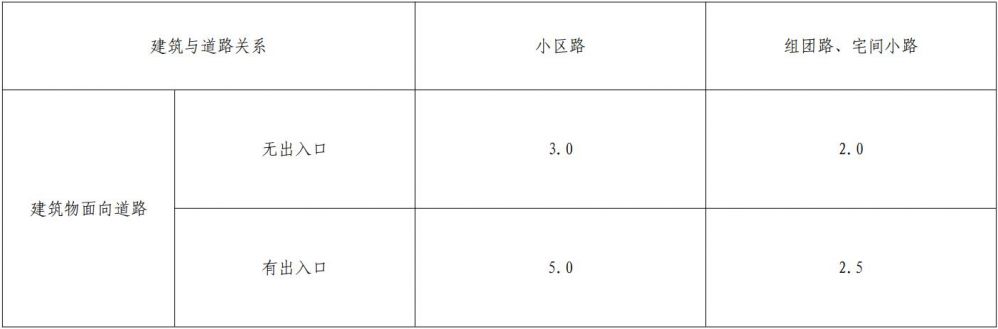 建筑与道路关系
小区路
组团路、宅间小路
建筑物面向道路
无出入口
3.0
2.0
有出入口
5.0
2.5